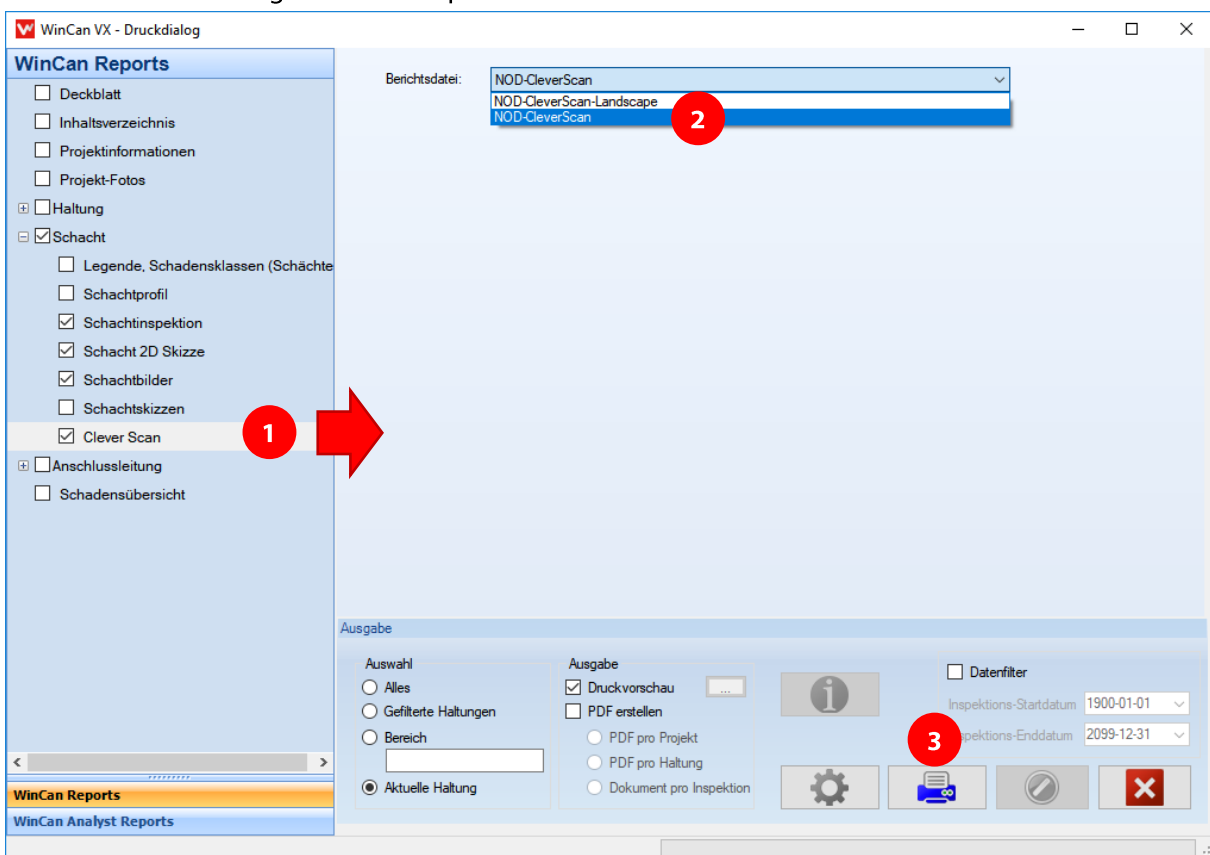 WinCan VX - Druckdialog
WinCan Reports
Deckblatt
Inhaltsverzeichnis
Projektinformationen
Projekt-Fotos
Haltung
Schacht
Legende, Schadensklassen (Schächte
Schachtprofil
Schachtinspektion
Schacht 2D Skizze
Schachtbilder
Schachtskizzen
Clever Scan
1
Anschlussleitung
Schadensübersicht
WinCan Reports
WinCan Analyst Reports
Berichtsdatei: NOD-CleverScan
NOD-CleverScan-Landscape
NOD-CleverScan
2
Ausgabe
Auswahl
Alles
Gefilterte Haltungen
Bereich
Aktuelle Haltung
Ausgabe
Druckvorschau ...
PDF erstellen
PDF pro Projekt
PDF pro Haltung
Dokument pro Inspektion
Datenfilter
Inspektions-Startdatum 1900-01-01
pektions-Enddatum 2099-12-31
3